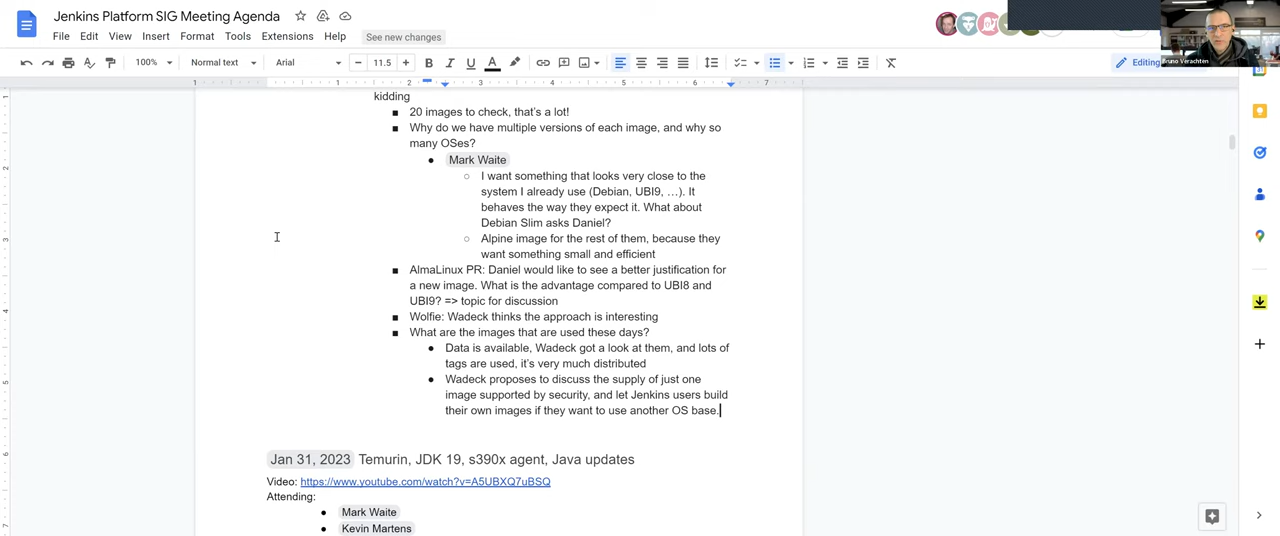 Jenkins Platform SIG Meeting Agenda
File Edit View Insert Format Tools Extensions Help See new changes
100% Normal text Arial 11.5 Editing
Bruno Verachten
1 1 2 3 4 5 6 7
kidding
20 images to check, that's a lot!
Why do we have multiple versions of each image, and why so
many OSes?
Mark Waite
I want something that looks very close to the
system I already use (Debian, UBI9, …). It
behaves the way they expect it. What about
Debian Slim asks Daniel?
Alpine image for the rest of them, because they
want something small and efficient
AlmaLinux PR: Daniel would like to see a better justification for
a new image. What is the advantage compared to UBI8 and
UBI9? => topic for discussion
Wolfie: Wadeck thinks the approach is interesting
What are the images that are used these days?
Data is available, Wadeck got a look at them, and lots of
tags are used, it's very much distributed
Wadeck proposes to discuss the supply of just one
image supported by security, and let Jenkins users build
their own images if they want to use another OS base.
Jan 31, 2023 Temurin, JDK 19, s390x agent, Java updates
Video: https://www.youtube.com/watch?v=A5UBXQ7uBSQ
Attending:
Mark Waite
Kevin Martens